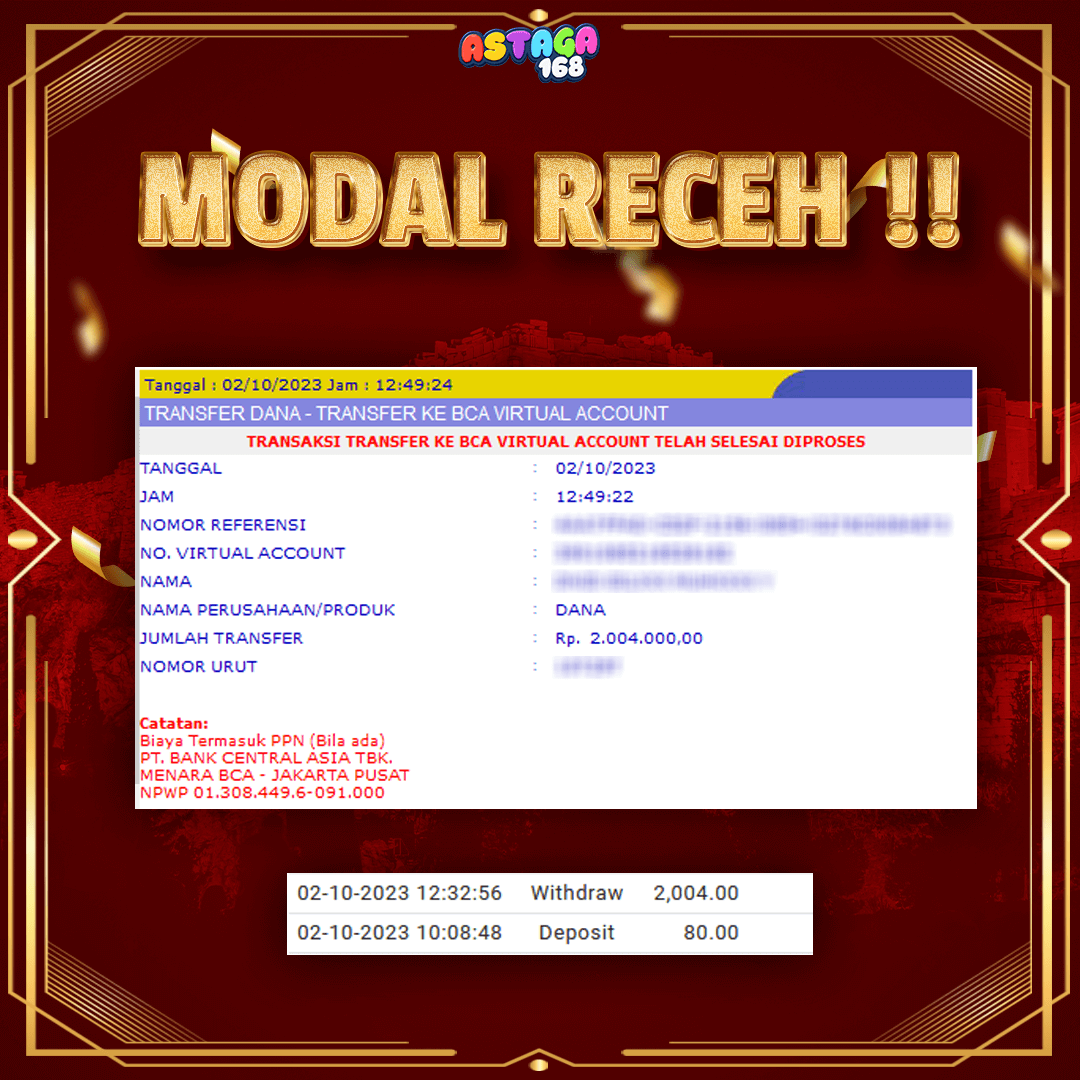 ASTAGA
168
MODAL RECEH !!
Tanggal : 02/10/2023 Jam : 12:49:24
TRANSFER DANA - TRANSFER KE BCA VIRTUAL ACCOUNT
TRANSAKSI TRANSFER KE BCA VIRTUAL ACCOUNT TELAH SELESAI DIPROSES
TANGGAL : 02/10/2023
JAM : 12:49:22
NOMOR REFERENSI :
NO. VIRTUAL ACCOUNT :
NAMA :
NAMA PERUSAHAAN/PRODUK : DANA
JUMLAH TRANSFER : Rp. 2.004.000,00
NOMOR URUT :
Catatan:
Biaya Termasuk PPN (Bila ada)
PT. BANK CENTRAL ASIA TBK.
MENARA BCA - JAKARTA PUSAT
NPWP 01.308.449.6-091.000
02-10-2023 12:32:56 Withdraw 2,004.00
02-10-2023 10:08:48 Deposit 80.00